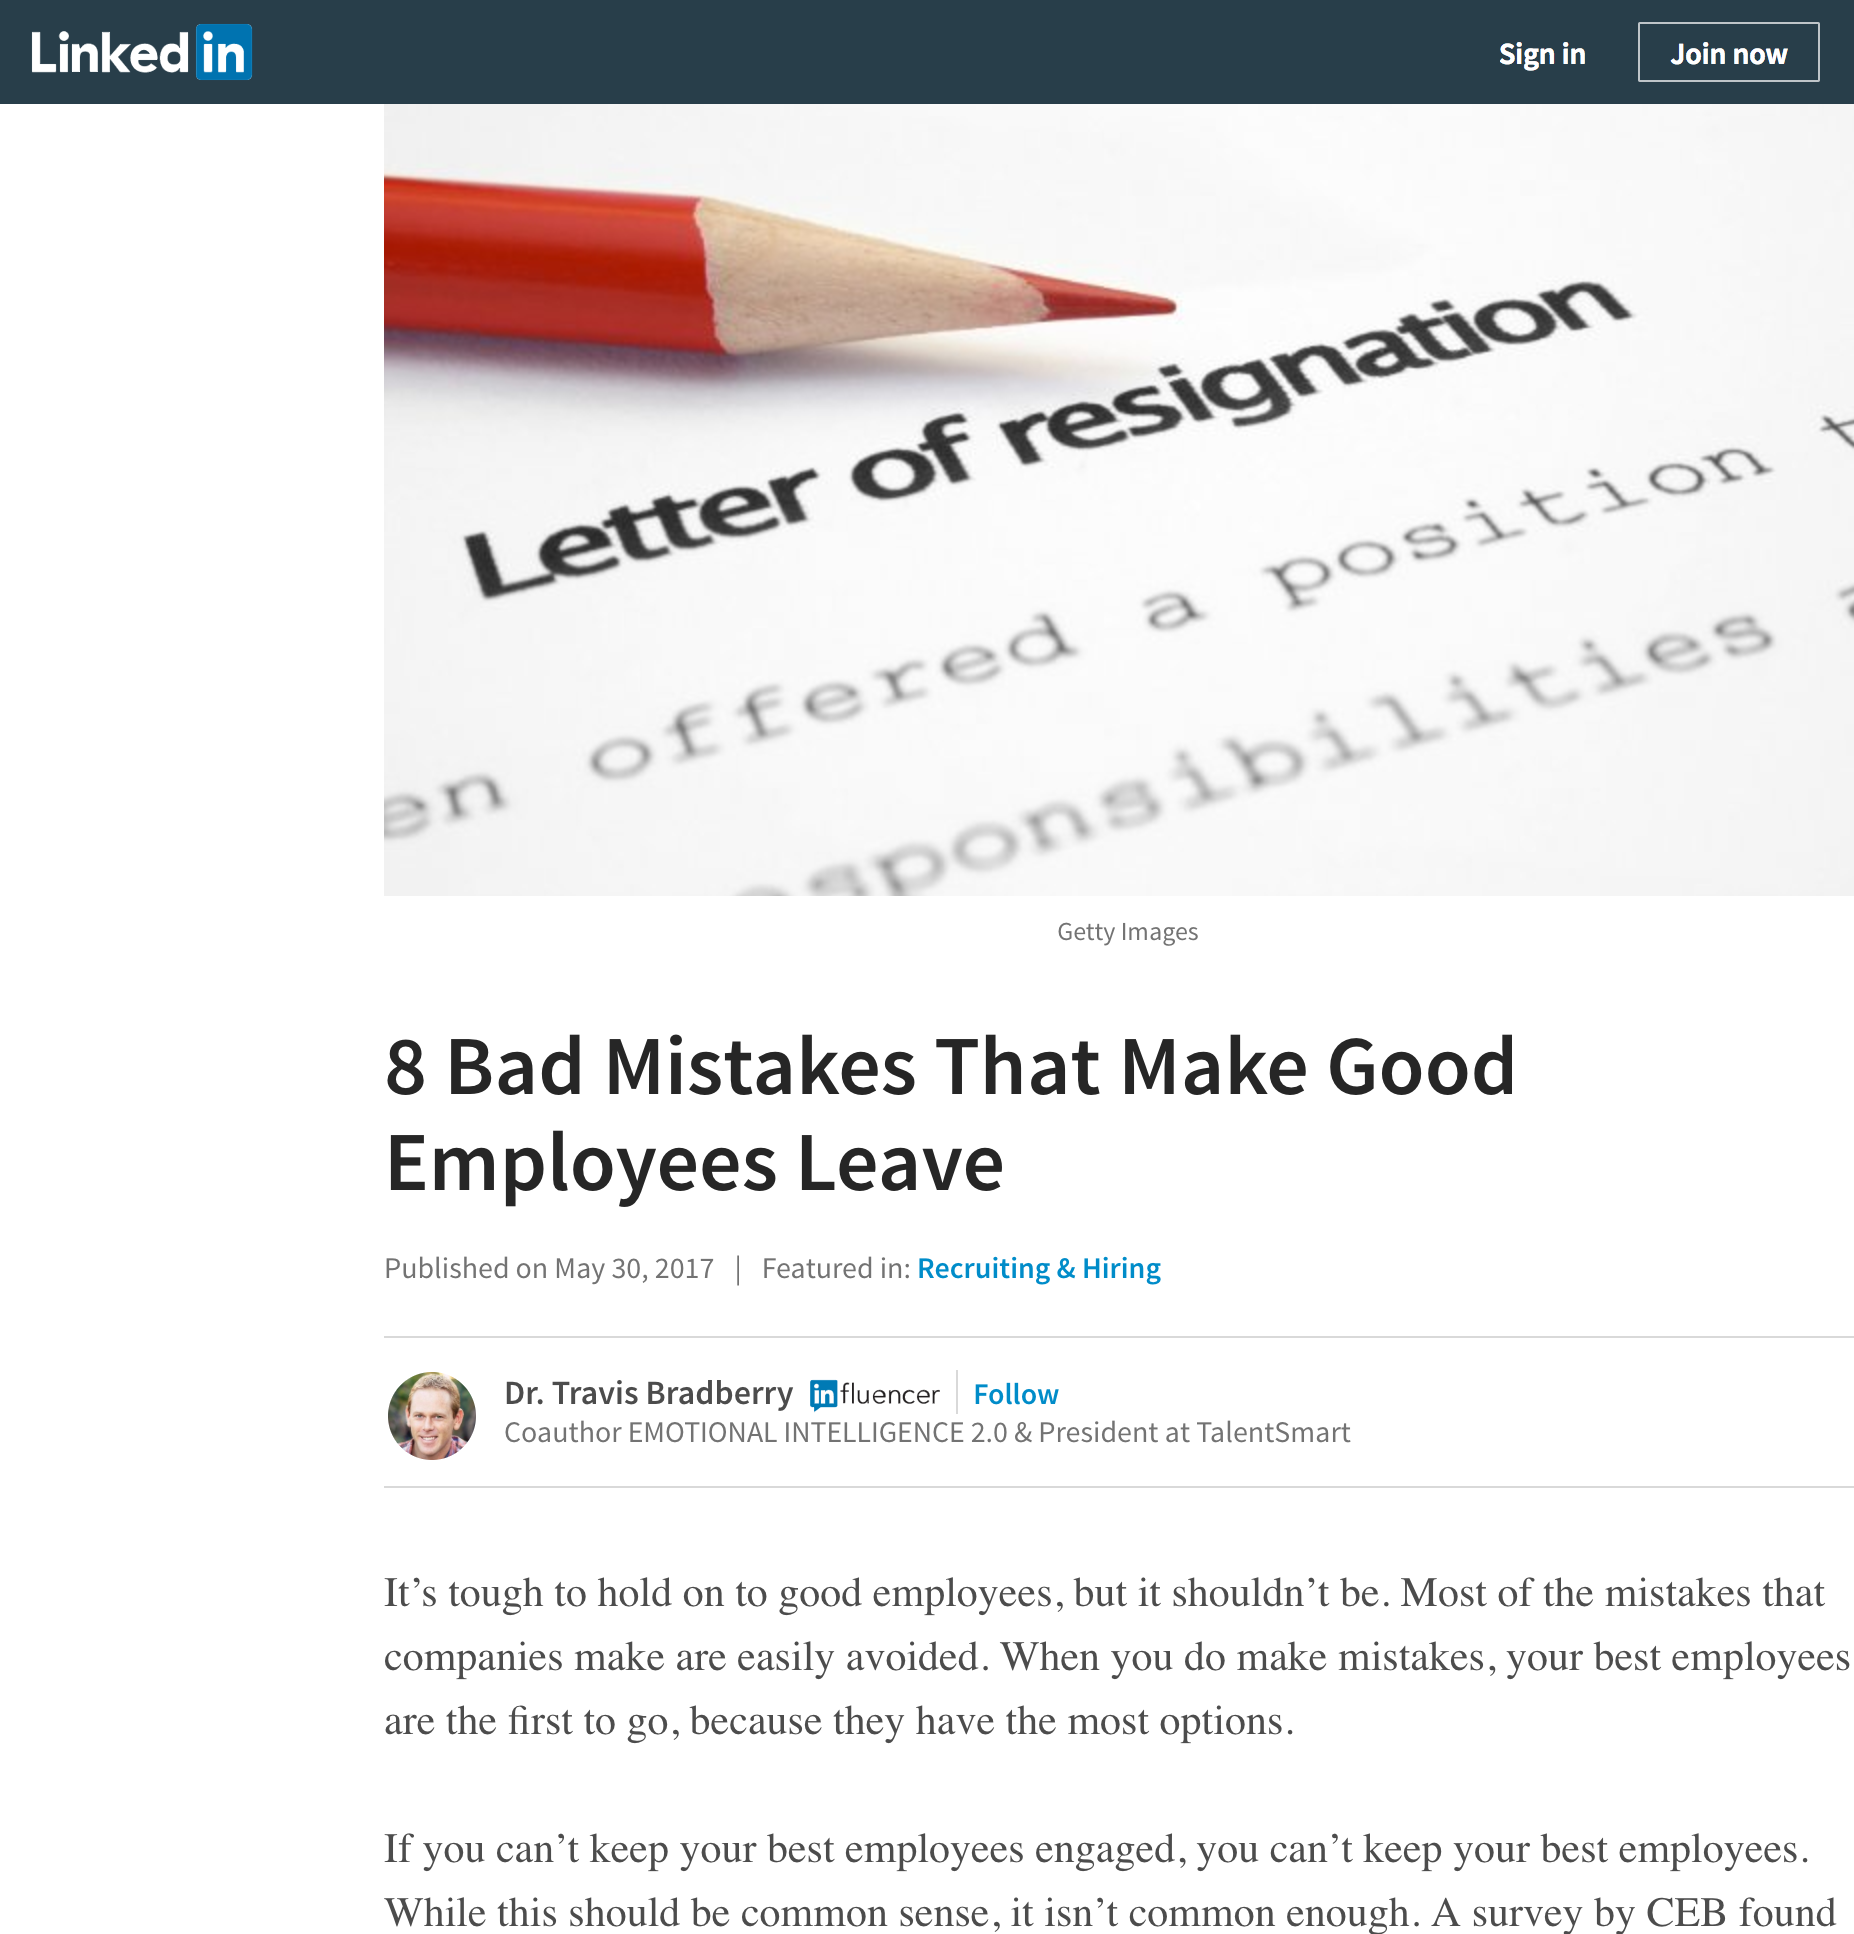 Linked in
Sign in
Join now
Letter of resignation
en offered a position t
sponsibilities
Getty Images
8 Bad Mistakes That Make Good
Employees Leave
Published on May 30, 2017 | Featured in: Recruiting & Hiring
Dr. Travis Bradberry influencer Follow
Coauthor EMOTIONAL INTELLIGENCE 2.0 & President at TalentSmart
It’s tough to hold on to good employees, but it shouldn’t be. Most of the mistakes that
companies make are easily avoided. When you do make mistakes, your best employees
are the first to go, because they have the most options.
If you can’t keep your best employees engaged, you can’t keep your best employees.
While this should be common sense, it isn’t common enough. A survey by CEB found